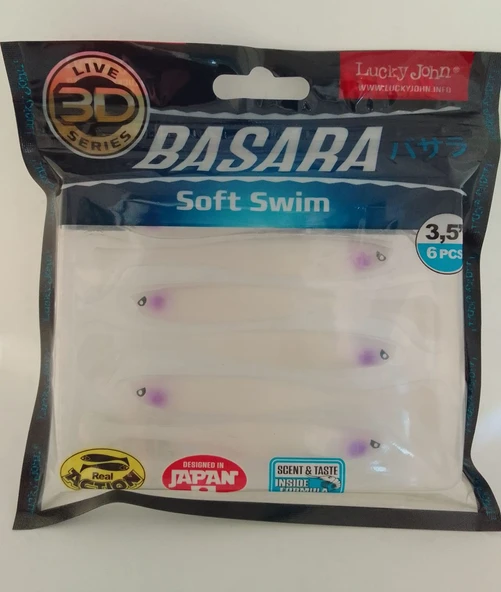 LIVE
3D
SERIES
Lucky John®
WWW.LUCKYJOHN.INFO
BASARA バサラ
Soft Swim
3,5"
6 PCS
Real
ACTION
DESIGNED IN
JAPAN
SCENT & TASTE
INSIDE
FORMULA